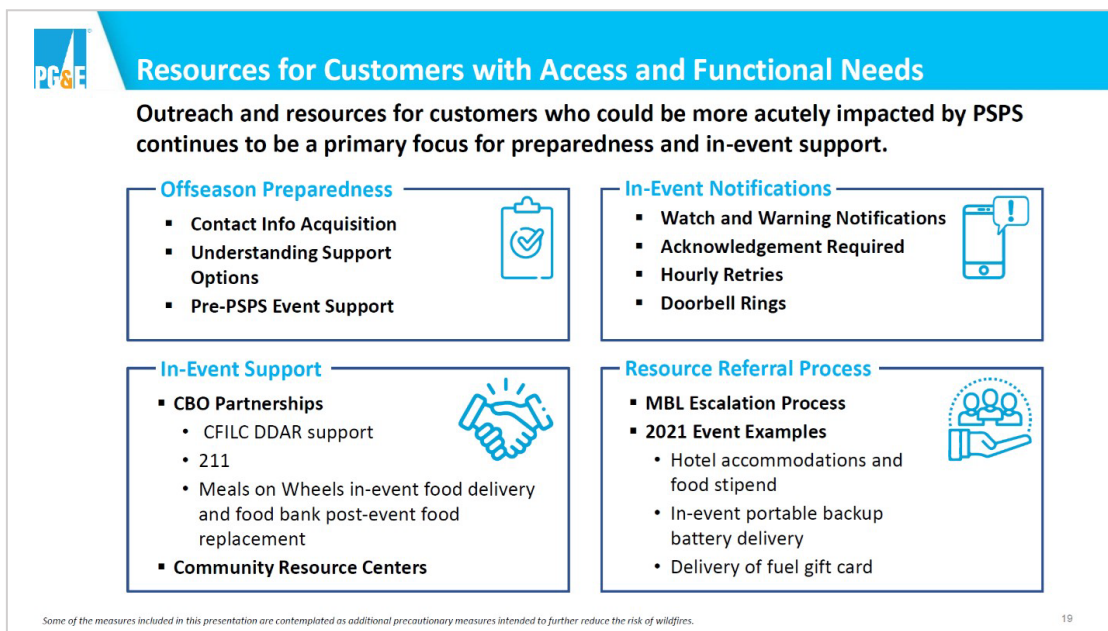 PG&E
Resources for Customers with Access and Functional Needs
Outreach and resources for customers who could be more acutely impacted by PSPS
continues to be a primary focus for preparedness and in-event support.
Offseason Preparedness
▪ Contact Info Acquisition
▪ Understanding Support
Options
▪ Pre-PSPS Event Support
In-Event Notifications
▪ Watch and Warning Notifications
▪ Acknowledgement Required
▪ Hourly Retries
▪ Doorbell Rings
In-Event Support
▪ CBO Partnerships
• CFILC DDAR support
• 211
• Meals on Wheels in-event food delivery
and food bank post-event food
replacement
▪ Community Resource Centers
Resource Referral Process
▪ MBL Escalation Process
▪ 2021 Event Examples
• Hotel accommodations and
food stipend
• In-event portable backup
battery delivery
• Delivery of fuel gift card
Some of the measures included in this presentation are contemplated as additional precautionary measures intended to further reduce the risk of wildfires.
19